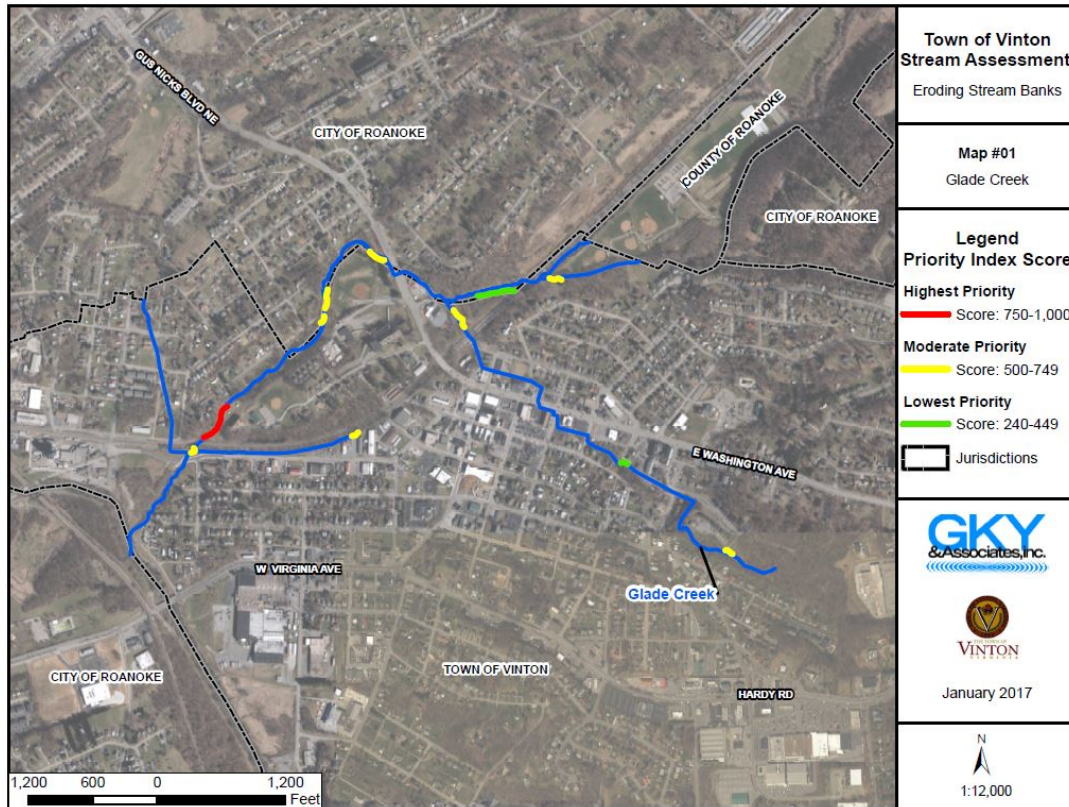 GUS NICKS BLVD NE
CITY OF ROANOKE
COUNTY OF ROANOKE
CITY OF ROANOKE
E WASHINGTON AVE
W VIRGINIA AVE
Glade Creek
TOWN OF VINTON
CITY OF ROANOKE
HARDY RD
1,200 600 0 1,200
Feet
Town of Vinton
Stream Assessment
Eroding Stream Banks
Map #01
Glade Creek
Legend
Priority Index Score
Highest Priority
Score: 750-1,000
Moderate Priority
Score: 500-749
Lowest Priority
Score: 240-449
Jurisdictions
GKY
& Associates, Inc.
THE TOWN OF
VINTON
VIRGINIA
January 2017
N
1:12,000